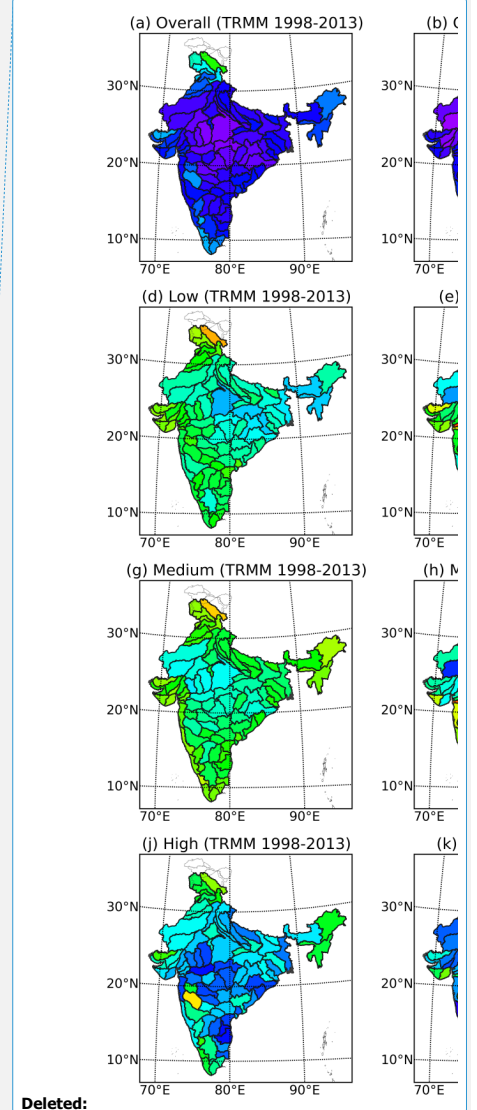 (a) Overall (TRMM 1998-2013)
(b)
30°N
30°N
20°N
20°N
10°N
10°N
70°E 80°E 90°E
70°E
(d) Low (TRMM 1998-2013)
(e)
30°N
30°N
20°N
20°N
10°N
10°N
70°E 80°E 90°E
70°E
(g) Medium (TRMM 1998-2013)
(h)
30°N
30°N
20°N
20°N
10°N
10°N
70°E 80°E 90°E
70°E
(j) High (TRMM 1998-2013)
(k)
30°N
30°N
20°N
20°N
10°N
10°N
70°E 80°E 90°E
70°E
Deleted: